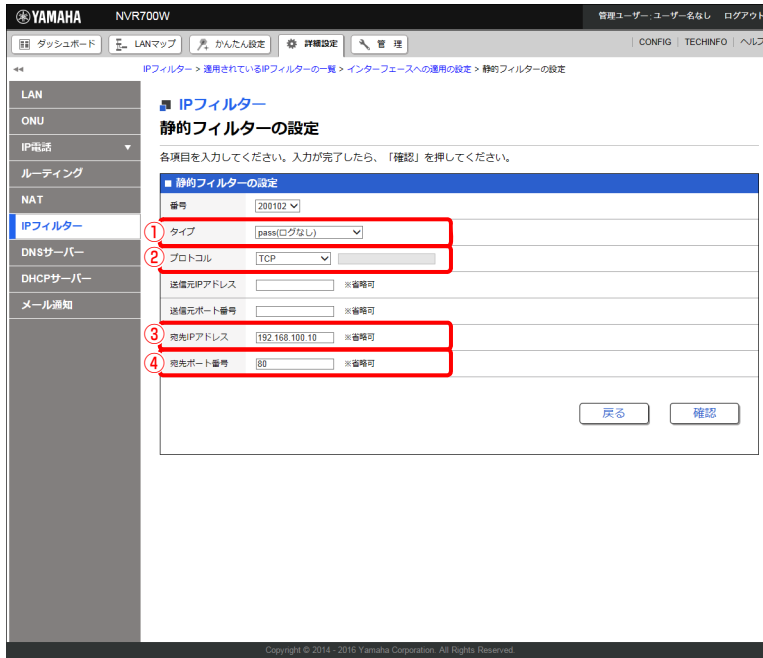 YAMAHA NVR700W 管理ユーザー: ユーザー名なし ログアウト
ダッシュボード LANマップ かんたん設定 詳細設定 管 理 CONFIG TECHINFO ヘルプ
IPフィルター > 適用されているIPフィルターの一覧 > インターフェースへの適用の設定 > 静的フィルターの設定
LAN
ONU
IP電話
ルーティング
NAT
IPフィルター
DNSサーバー
DHCPサーバー
メール通知
IPフィルター
静的フィルターの設定
各項目を入力してください。入力が完了したら、「確認」を押してください。
■ 静的フィルターの設定
番号 200102
① タイプ pass(ログなし)
② プロトコル TCP
送信元IPアドレス ※省略可
送信元ポート番号 ※省略可
③ 宛先IPアドレス 192.168.100.10 ※省略可
④ 宛先ポート番号 80 ※省略可
戻る 確認
Copyright © 2014 - 2016 Yamaha Corporation. All Rights Reserved.